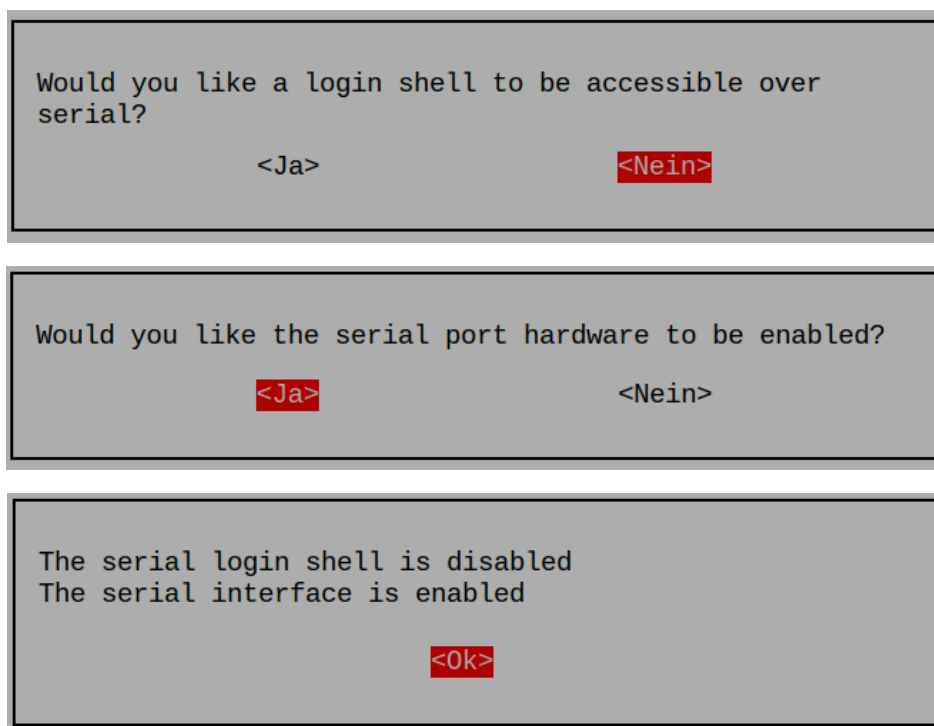 Would you like a login shell to be accessible over
serial?
<Ja> <Nein>
Would you like the serial port hardware to be enabled?
<Ja> <Nein>
The serial login shell is disabled
The serial interface is enabled
<Ok>